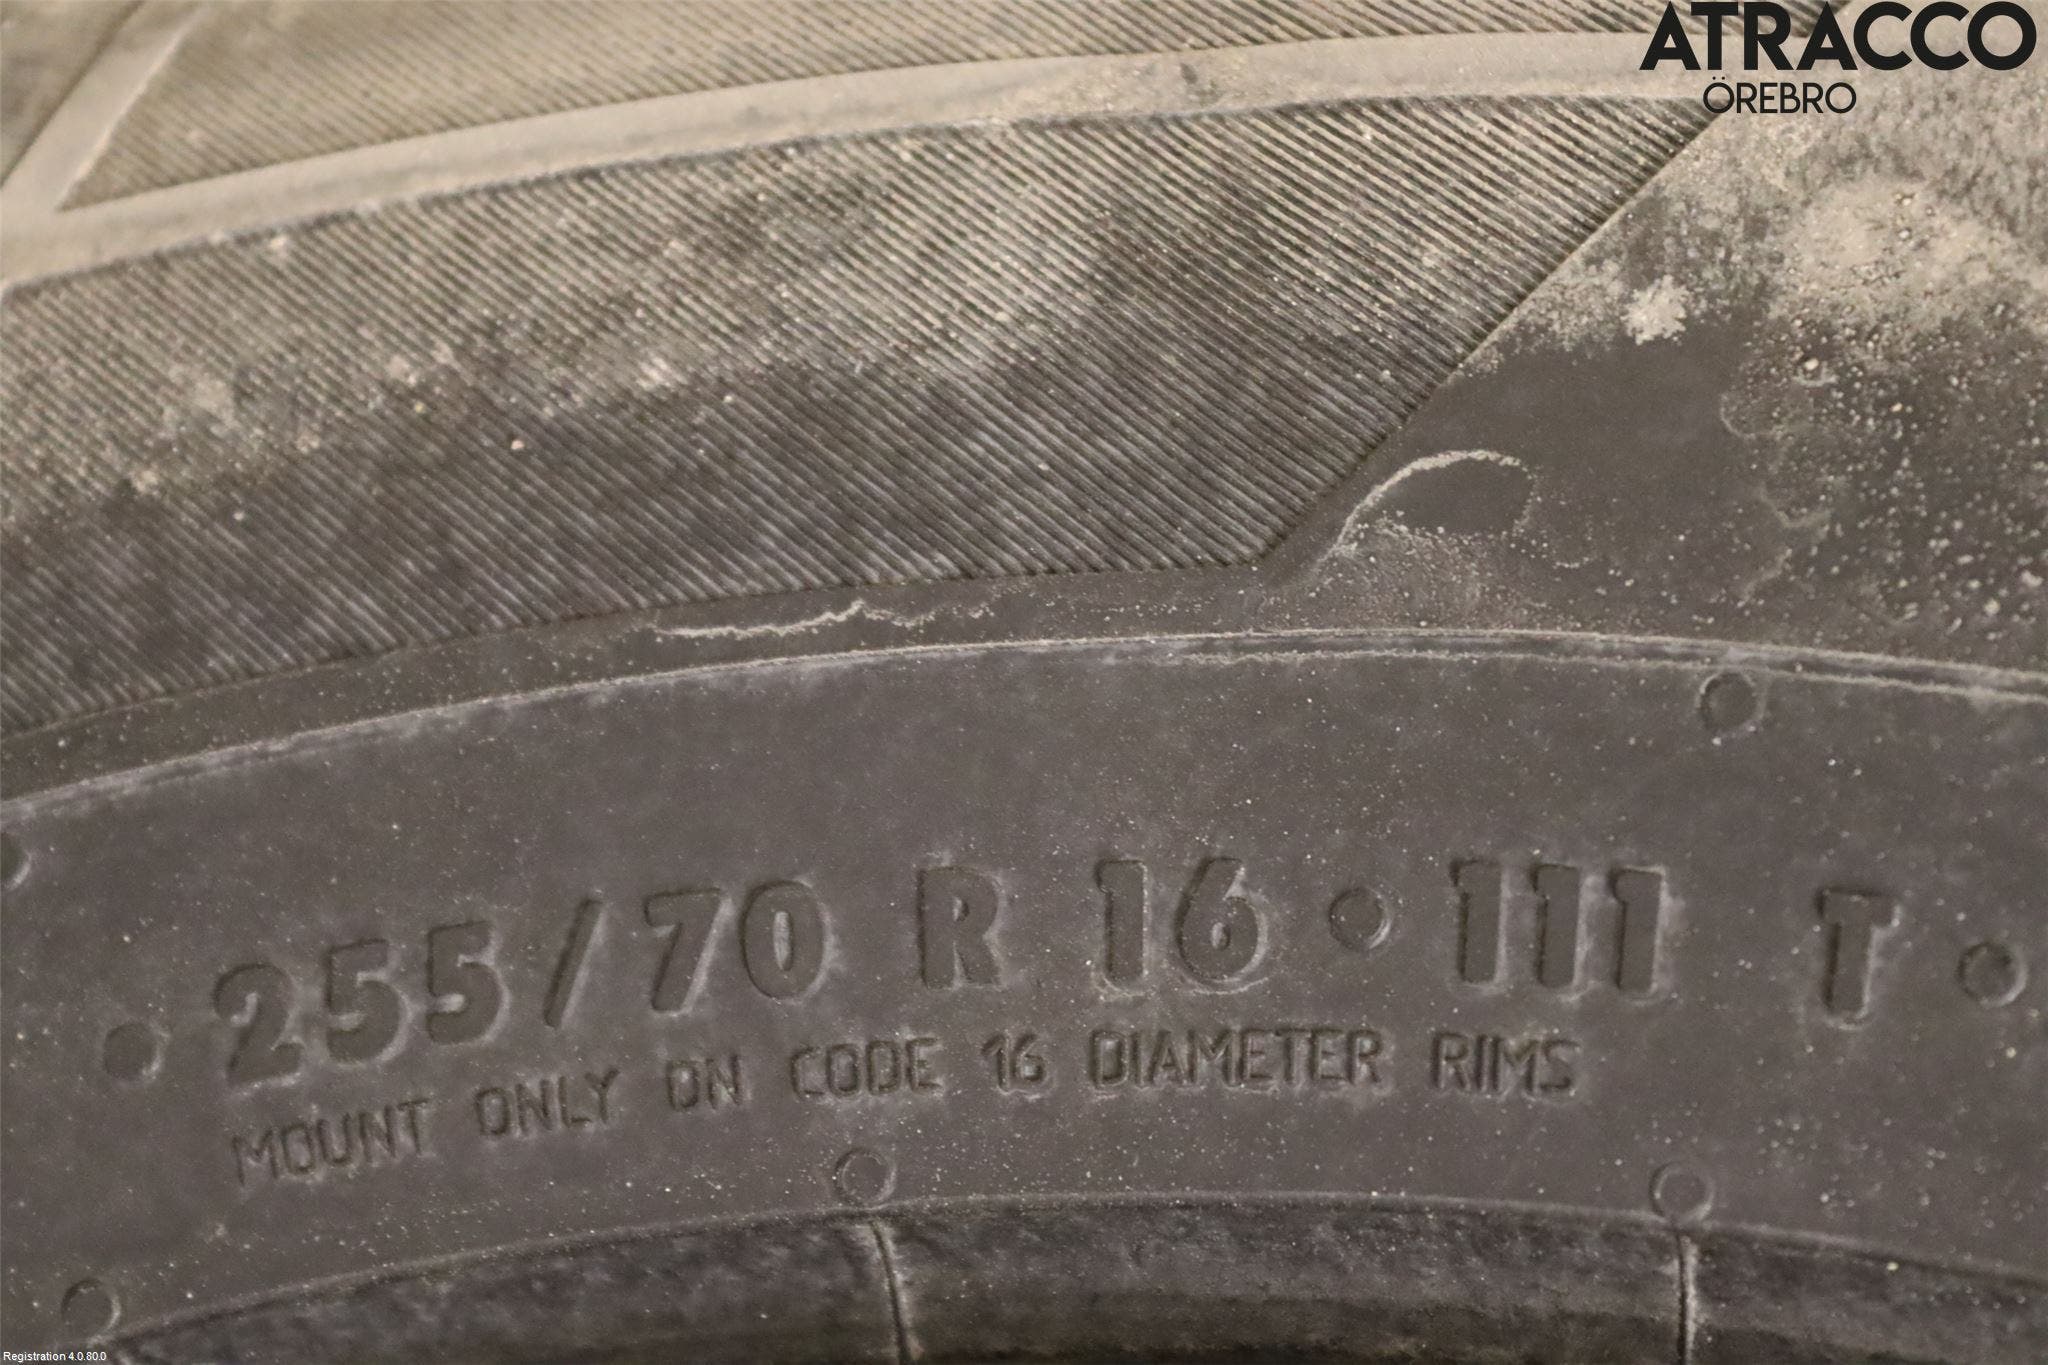 ATRACCO
ÖREBRO
255/70 R 16 111 T
MOUNT ONLY ON CODE 16 DIAMETER RIMS
Registration 4.0.80.0